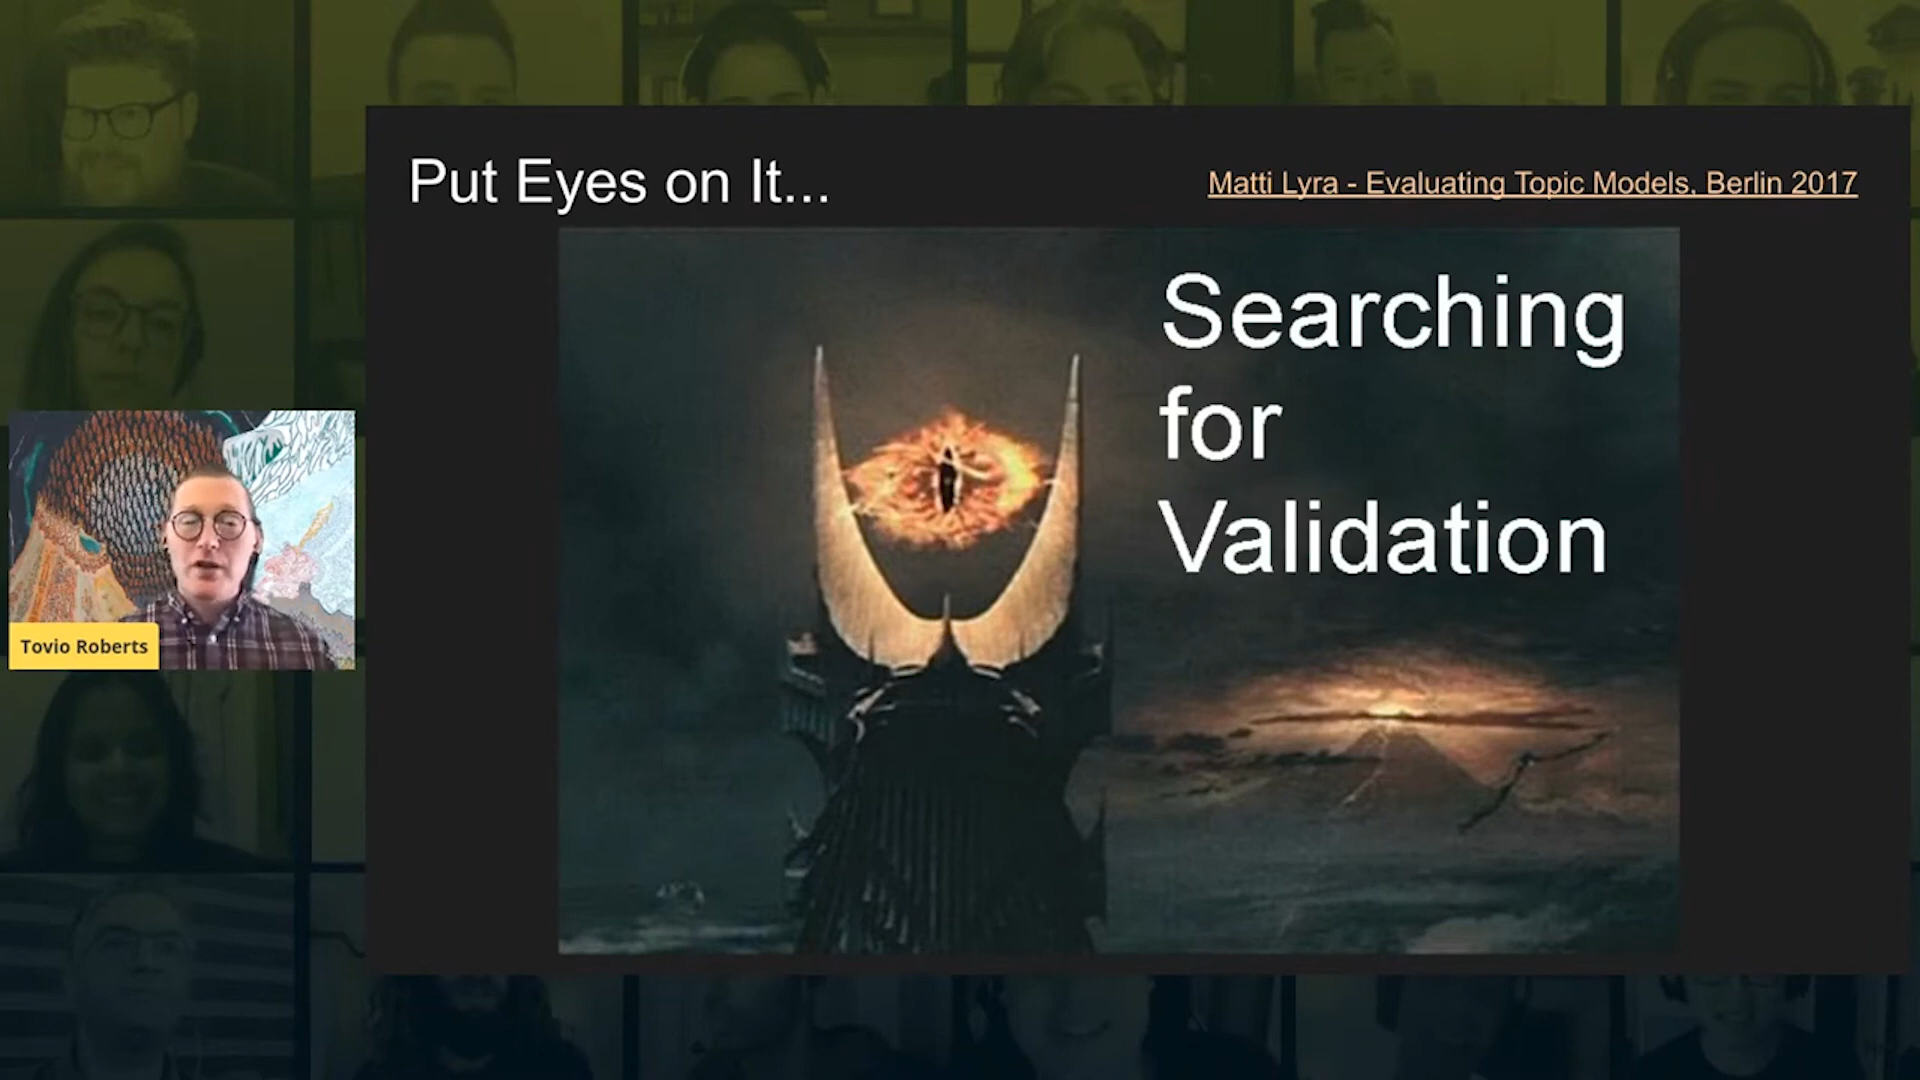 Put Eyes on It...
Matti Lyra - Evaluating Topic Models, Berlin 2017
Searching
for
Validation
Tovio Roberts